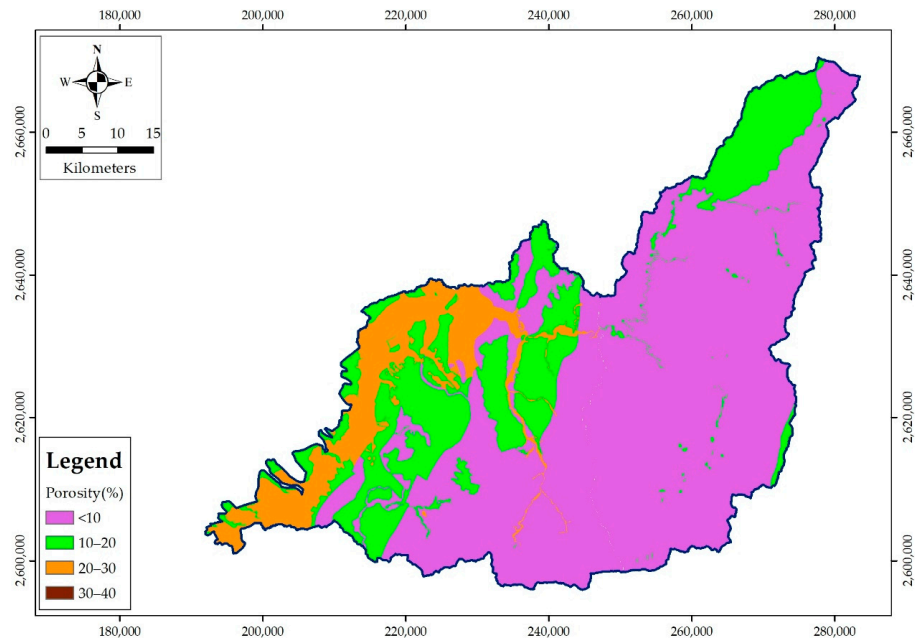 180,000 200,000 220,000 240,000 260,000 280,000
N
W E
S
0 5 10 15
Kilometers
2,660,000 2,660,000
2,640,000 2,640,000
2,620,000 2,620,000
2,600,000 2,600,000
Legend
Porosity(%)
<10
10–20
20–30
30–40
180,000 200,000 220,000 240,000 260,000 280,000